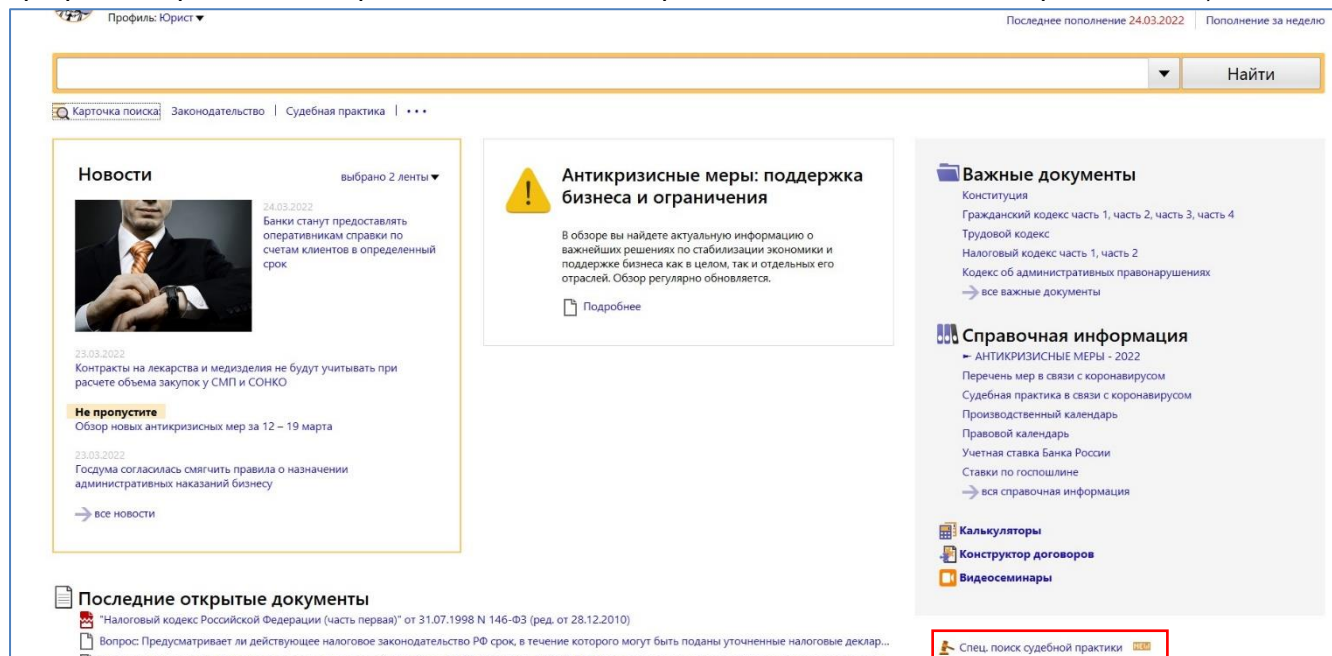 Профиль: Юрист
Последнее пополнение 24.03.2022 Пополнение за неделю
Найти
Карточка поиска Законодательство Судебная практика
Новости
выбрано 2 ленты
24.03.2022
Банки станут предоставлять
оперативникам справки по
счетам клиентов в определенный
срок
23.03.2022
Контракты на лекарства и медизделия не будут учитывать при
расчете объема закупок у СМП и СОНКО
Не пропустите
Обзор новых антикризисных мер за 12 – 19 марта
23.03.2022
Госдума согласилась смягчить правила о назначении
административных наказаний бизнесу
все новости
Антикризисные меры: поддержка
бизнеса и ограничения
В обзоре вы найдете актуальную информацию о
важнейших решениях по стабилизации экономики и
поддержке бизнеса как в целом, так и отдельных его
отраслей. Обзор регулярно обновляется.
Подробнее
Важные документы
Конституция
Гражданский кодекс часть 1, часть 2, часть 3, часть 4
Трудовой кодекс
Налоговый кодекс часть 1, часть 2
Кодекс об административных правонарушениях
все важные документы
Справочная информация
АНТИКРИЗИСНЫЕ МЕРЫ - 2022
Перечень мер в связи с коронавирусом
Судебная практика в связи с коронавирусом
Производственный календарь
Правовой календарь
Учетная ставка Банка России
Ставки по госпошлине
вся справочная информация
Калькуляторы
Конструктор договоров
Видеосеминары
Последние открытые документы
"Налоговый кодекс Российской Федерации (часть первая)" от 31.07.1998 N 146-ФЗ (ред. от 28.12.2010)
Вопрос: Предусматривает ли действующее налоговое законодательство РФ срок, в течение которого могут быть поданы уточненные налоговые деклар...
Спец. поиск судебной практики NEW